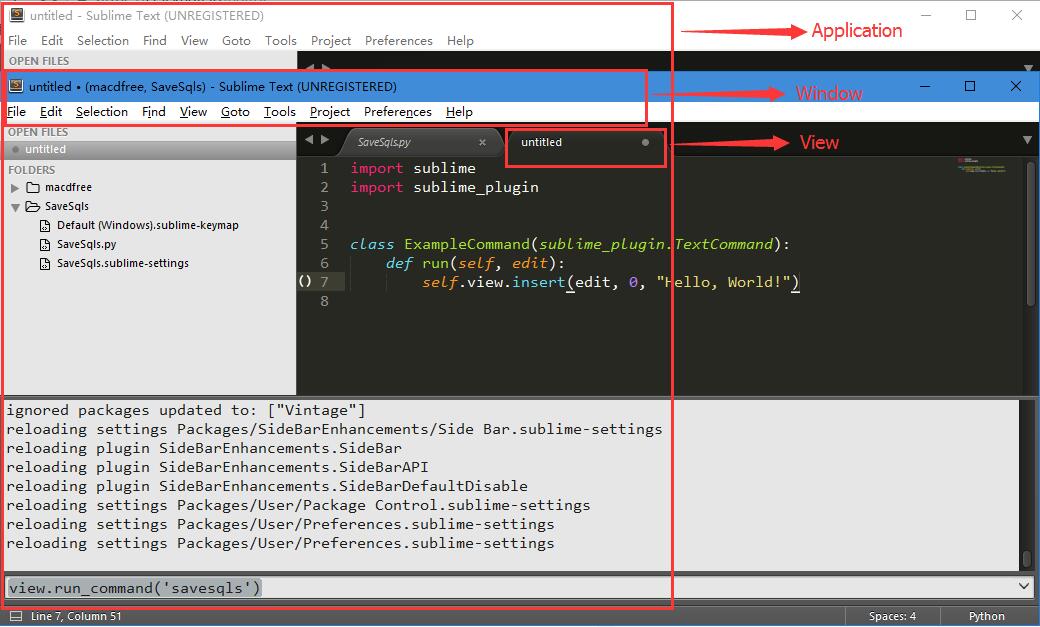 untitled - Sublime Text (UNREGISTERED)
File Edit Selection Find View Goto Tools Project Preferences Help
Application
OPEN FILES
untitled • (macdfree, SaveSqls) - Sublime Text (UNREGISTERED)
Window
File Edit Selection Find View Goto Tools Project Preferences Help
OPEN FILES
untitled
FOLDERS
macdfree
SaveSqls
Default (Windows).sublime-keymap
SaveSqls.py
SaveSqls.sublime-settings
SaveSqls.py × untitled
View
1 import sublime
2 import sublime_plugin
3
4
5 class ExampleCommand(sublime_plugin.TextCommand):
6 def run(self, edit):
() 7 self.view.insert(edit, 0, "Hello, World!")
8
ignored packages updated to: ["Vintage"]
reloading settings Packages/SideBarEnhancements/Side Bar.sublime-settings
reloading plugin SideBarEnhancements.SideBar
reloading plugin SideBarEnhancements.SideBarAPI
reloading plugin SideBarEnhancements.SideBarDefaultDisable
reloading settings Packages/User/Package Control.sublime-settings
reloading settings Packages/User/Preferences.sublime-settings
reloading settings Packages/User/Preferences.sublime-settings
view.run_command('savesqls')
Line 7, Column 51 Spaces: 4 Python